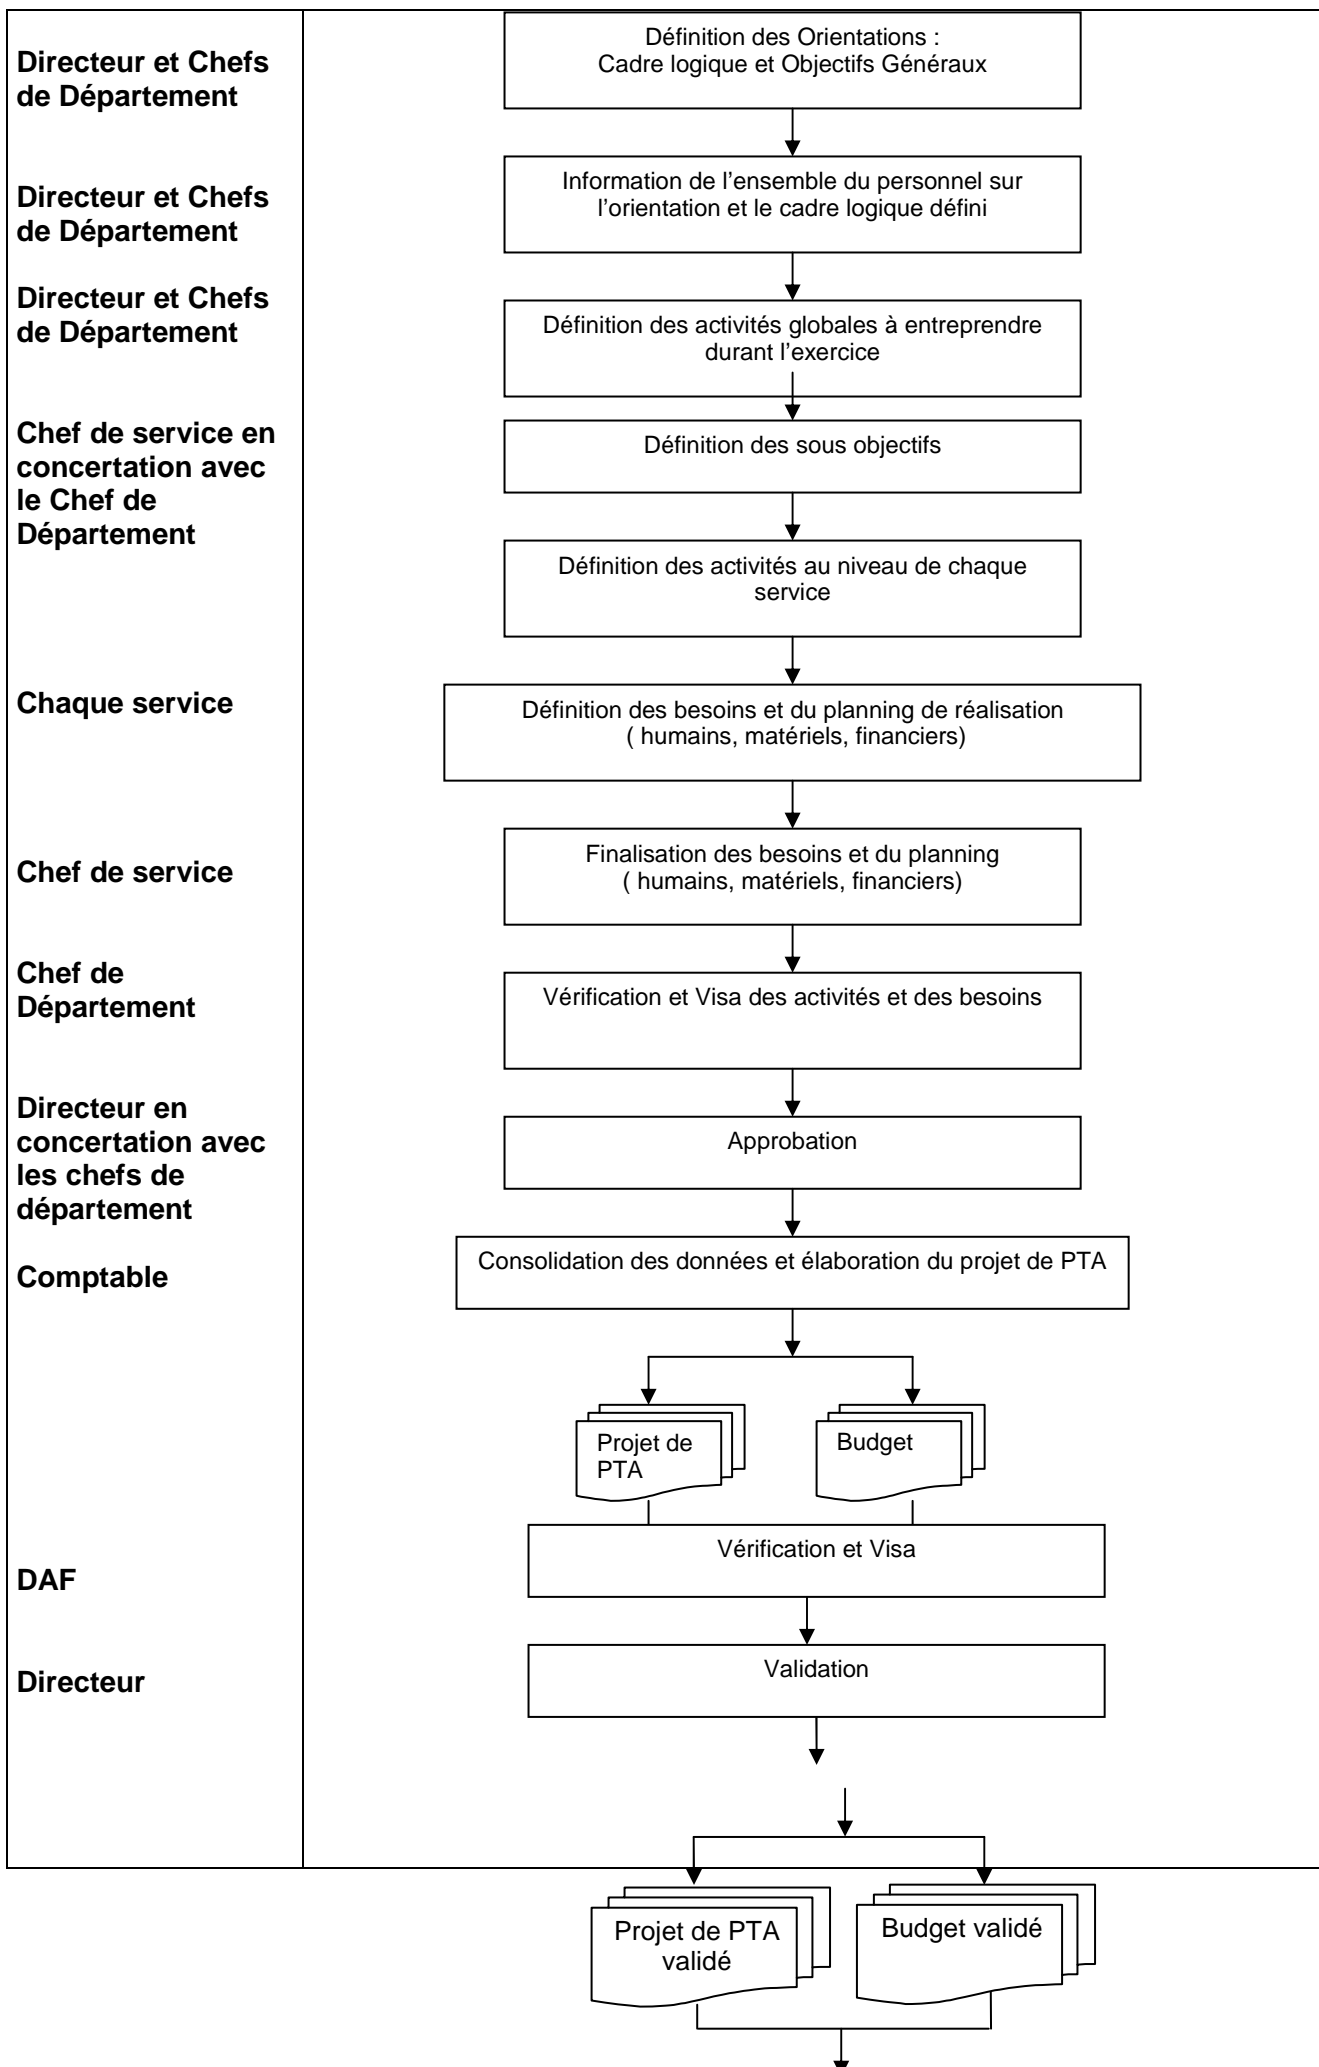 Directeur et Chefs
de Département
Définition des Orientations :
Cadre logique et Objectifs Généraux
Directeur et Chefs
de Département
Information de l’ensemble du personnel sur
l’orientation et le cadre logique défini
Directeur et Chefs
de Département
Définition des activités globales à entreprendre
durant l’exercice
Chef de service en
concertation avec
le Chef de
Département
Définition des sous objectifs
Définition des activités au niveau de chaque
service
Chaque service
Définition des besoins et du planning de réalisation
( humains, matériels, financiers)
Chef de service
Finalisation des besoins et du planning
( humains, matériels, financiers)
Chef de
Département
Vérification et Visa des activités et des besoins
Directeur en
concertation avec
les chefs de
département
Approbation
Comptable
Consolidation des données et élaboration du projet de PTA
Projet de
PTA
Budget
DAF
Vérification et Visa
Directeur
Validation
Projet de PTA
validé
Budget validé